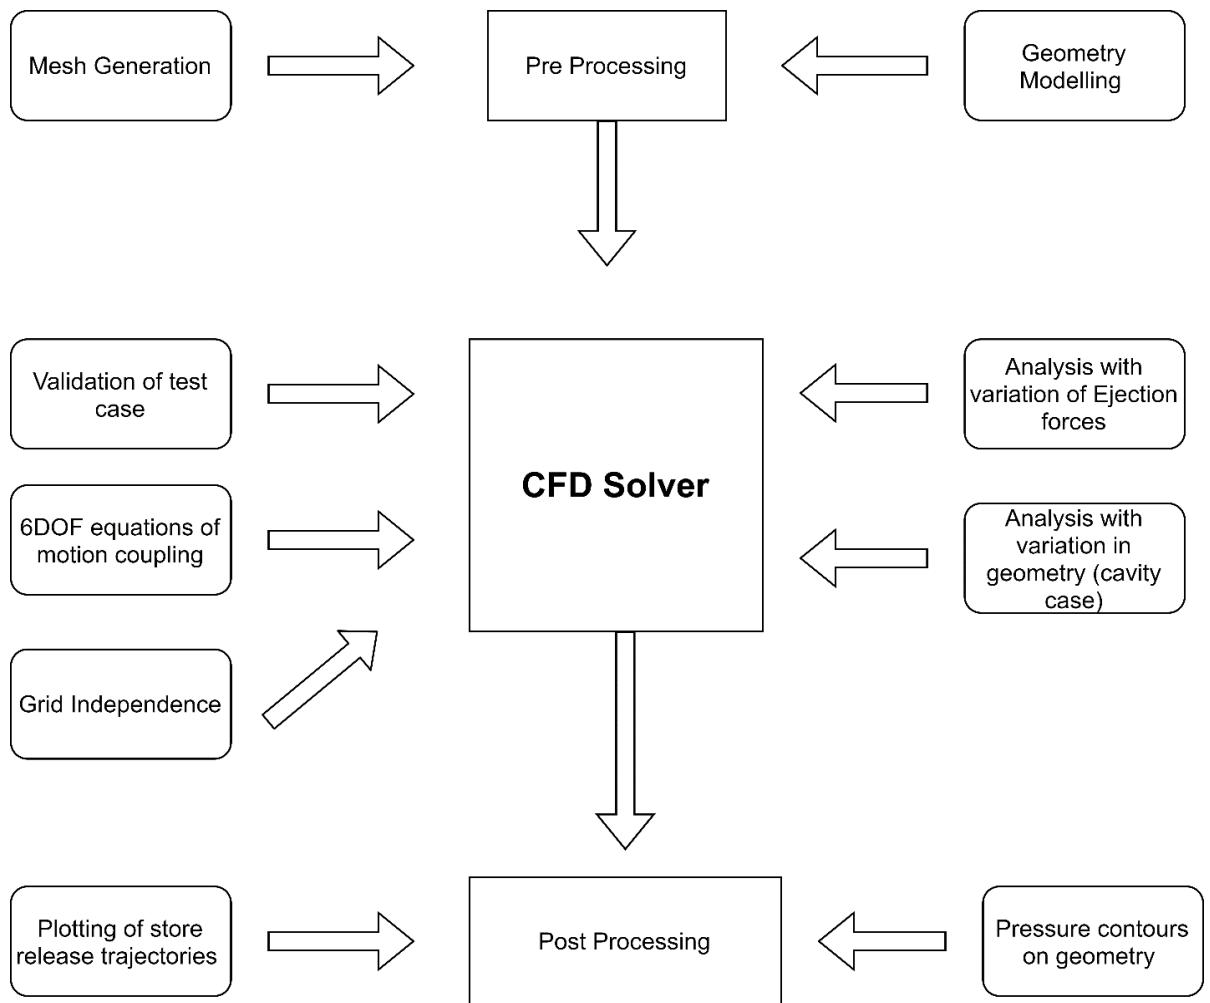 Mesh Generation
Pre Processing
Geometry
Modelling
Validation of test
case
Analysis with
variation of Ejection
forces
CFD Solver
6DOF equations of
motion coupling
Analysis with
variation in
geometry (cavity
case)
Grid Independence
Plotting of store
release trajectories
Post Processing
Pressure contours
on geometry